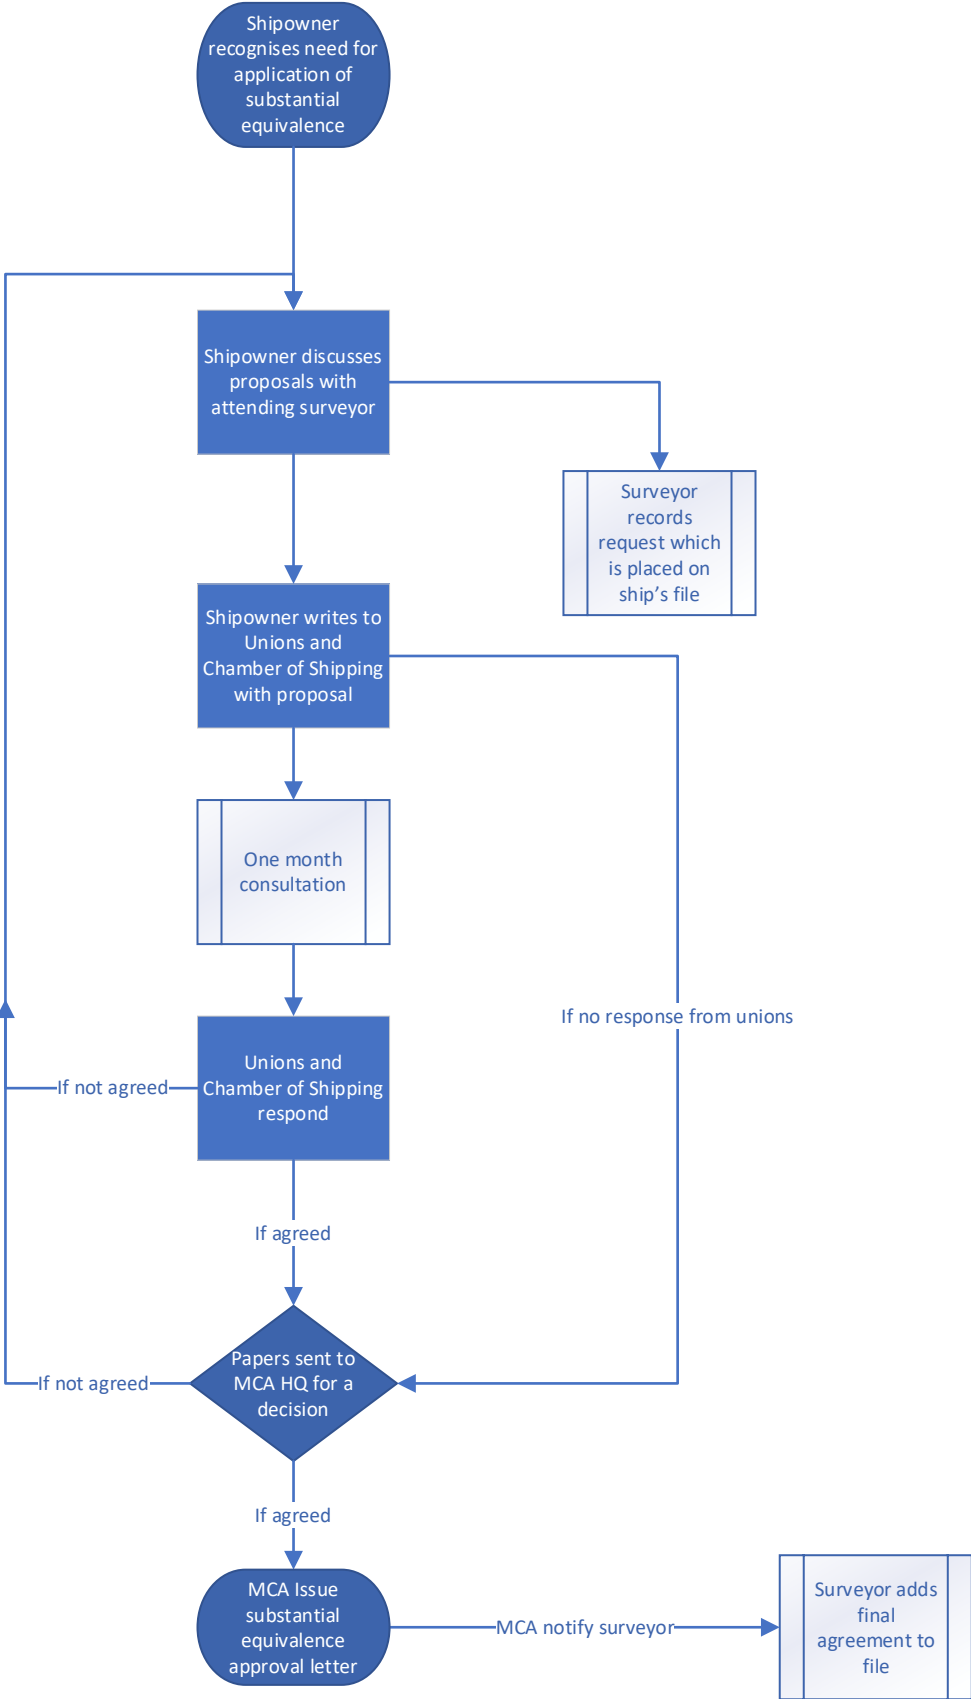 Shipowner
recognises need for
application of
substantial
equivalence
Shipowner discusses
proposals with
attending surveyor
Surveyor
records
request which
is placed on
ship's file
Shipowner writes to
Unions and
Chamber of Shipping
with proposal
One month
consultation
If no response from unions
Unions and
Chamber of Shipping
respond
If not agreed
If agreed
Papers sent to
MCA HQ for a
decision
If not agreed
If agreed
MCA Issue
substantial
equivalence
approval letter
MCA notify surveyor
Surveyor adds
final
agreement to
file